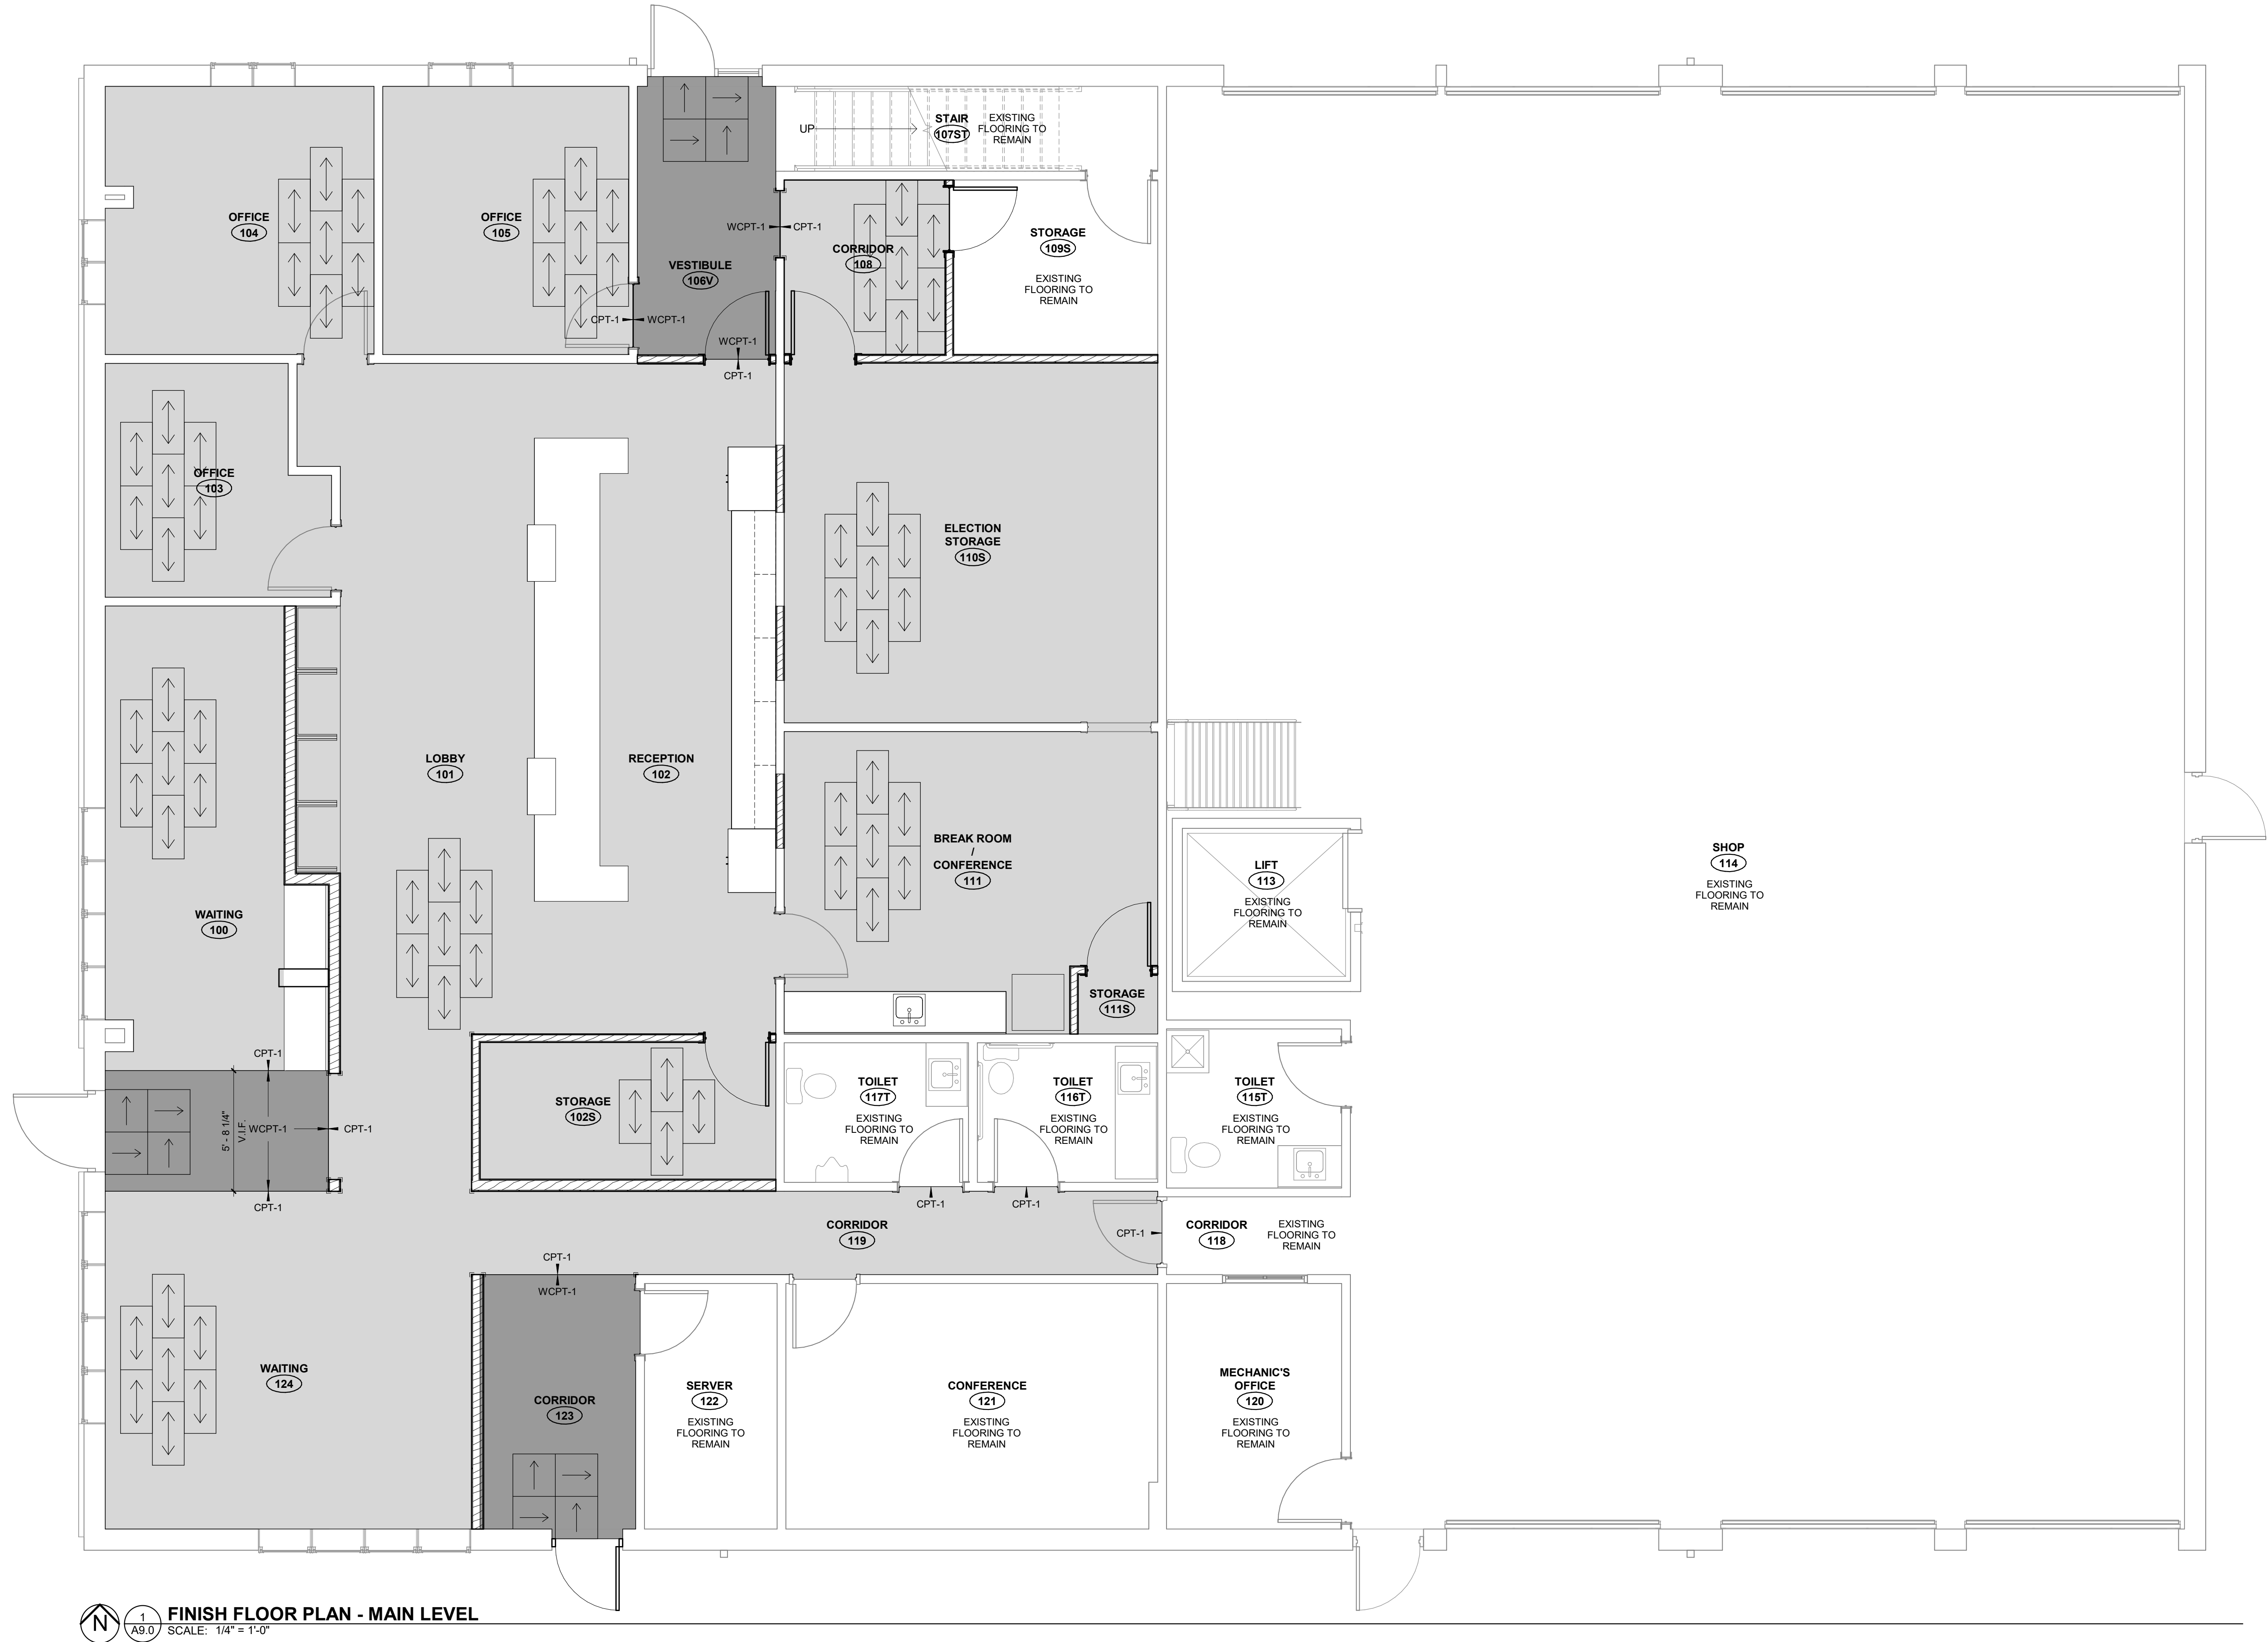 STAIR
107ST
EXISTING
FLOORING TO
REMAIN
UP
OFFICE
104
OFFICE
105
WCPT-1
CPT-1
CORRIDOR
108
STORAGE
109S
EXISTING
FLOORING TO
REMAIN
VESTIBULE
106V
CPT-1
WCPT-1
WCPT-1
CPT-1
OFFICE
103
ELECTION
STORAGE
110S
LOBBY
101
RECEPTION
102
BREAK ROOM
/
CONFERENCE
111
SHOP
114
EXISTING
FLOORING TO
REMAIN
LIFT
113
EXISTING
FLOORING TO
REMAIN
WAITING
100
STORAGE
111S
CPT-1
5' - 8 1/4"
V.I.F.
WCPT-1
CPT-1
CPT-1
STORAGE
102S
TOILET
117T
EXISTING
FLOORING TO
REMAIN
TOILET
116T
EXISTING
FLOORING TO
REMAIN
TOILET
115T
EXISTING
FLOORING TO
REMAIN
CPT-1
CPT-1
CORRIDOR
119
CPT-1
CORRIDOR
118
EXISTING
FLOORING TO
REMAIN
CPT-1
WCPT-1
WAITING
124
CORRIDOR
123
SERVER
122
EXISTING
FLOORING TO
REMAIN
CONFERENCE
121
EXISTING
FLOORING TO
REMAIN
MECHANIC'S
OFFICE
120
EXISTING
FLOORING TO
REMAIN
N
1
A9.0
FINISH FLOOR PLAN - MAIN LEVEL
SCALE: 1/4" = 1'-0"